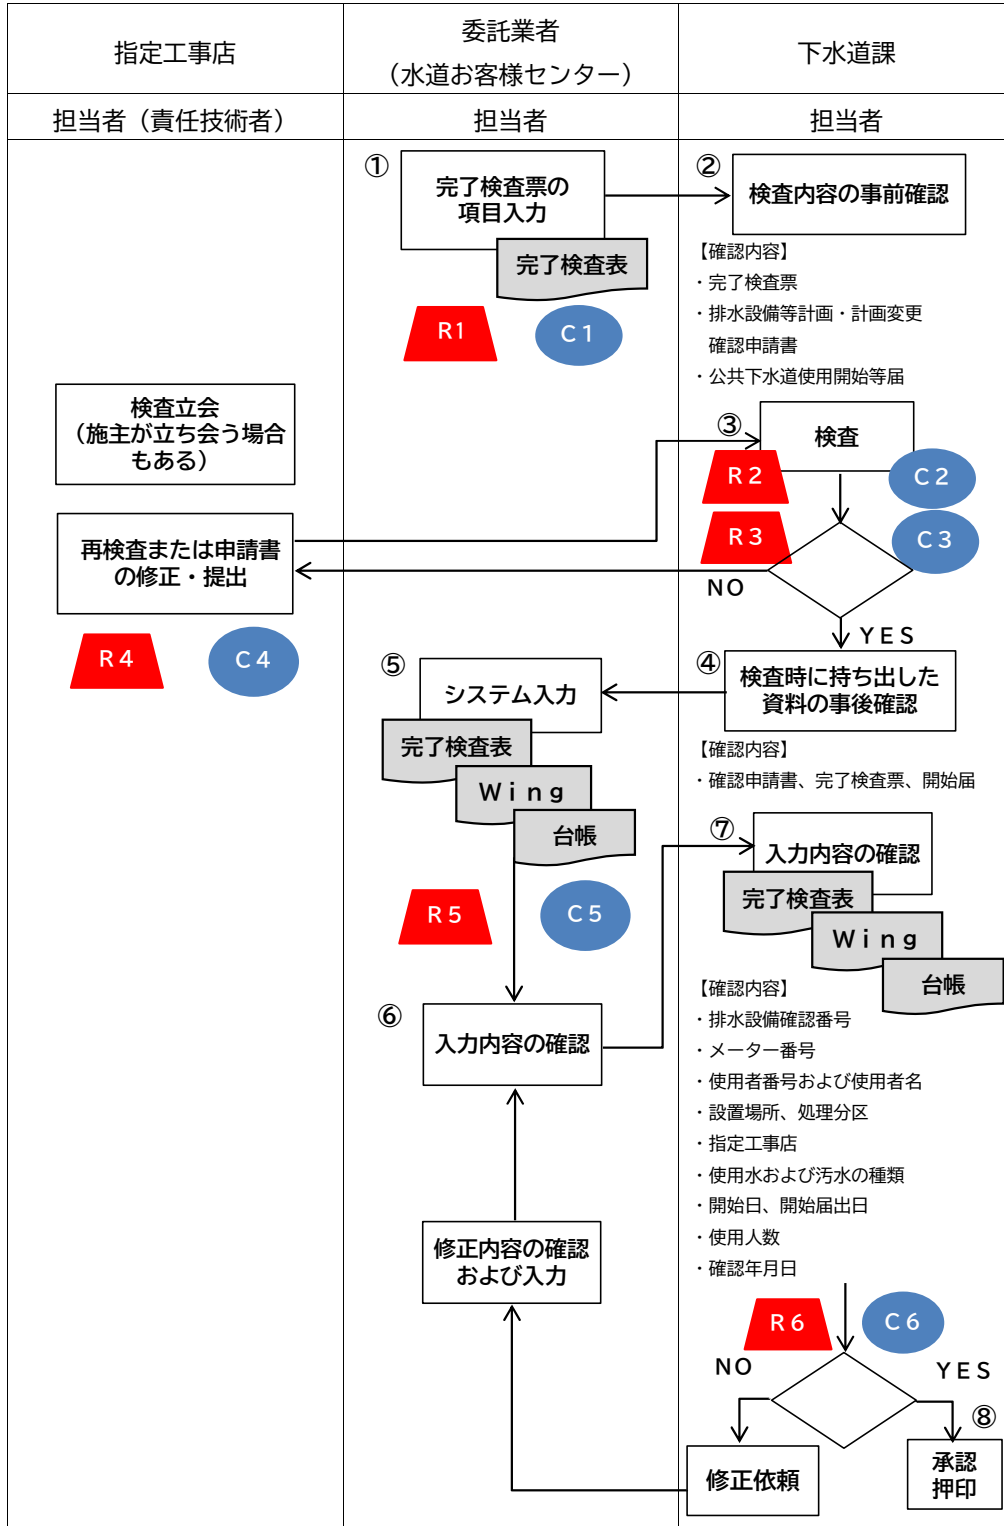 指定工事店
委託業者
（水道お客様センター）
下水道課
担当者（責任技術者）
担当者
担当者
①
完了検査票の
項目入力
完了検査表
R1
C1
②
検査内容の事前確認
【確認内容】
・完了検査票
・排水設備等計画・計画変更
確認申請書
・公共下水道使用開始等届
検査立会
（施主が立ち会う場合
もある）
③
検査
R2
C2
R3
C3
NO
YES
再検査または申請書
の修正・提出
R4
C4
④
検査時に持ち出した
資料の事後確認
【確認内容】
・確認申請書、完了検査票、開始届
⑤
システム入力
完了検査表
Wing
台帳
R5
C5
⑥
入力内容の確認
⑦
入力内容の確認
完了検査表
Wing
台帳
【確認内容】
・排水設備確認番号
・メーター番号
・使用者番号および使用者名
・設置場所、処理分区
・指定工事店
・使用水および汚水の種類
・開始日、開始届出日
・使用人数
・確認年月日
修正内容の確認
および入力
R6
C6
NO
YES
⑧
修正依頼
承認
押印